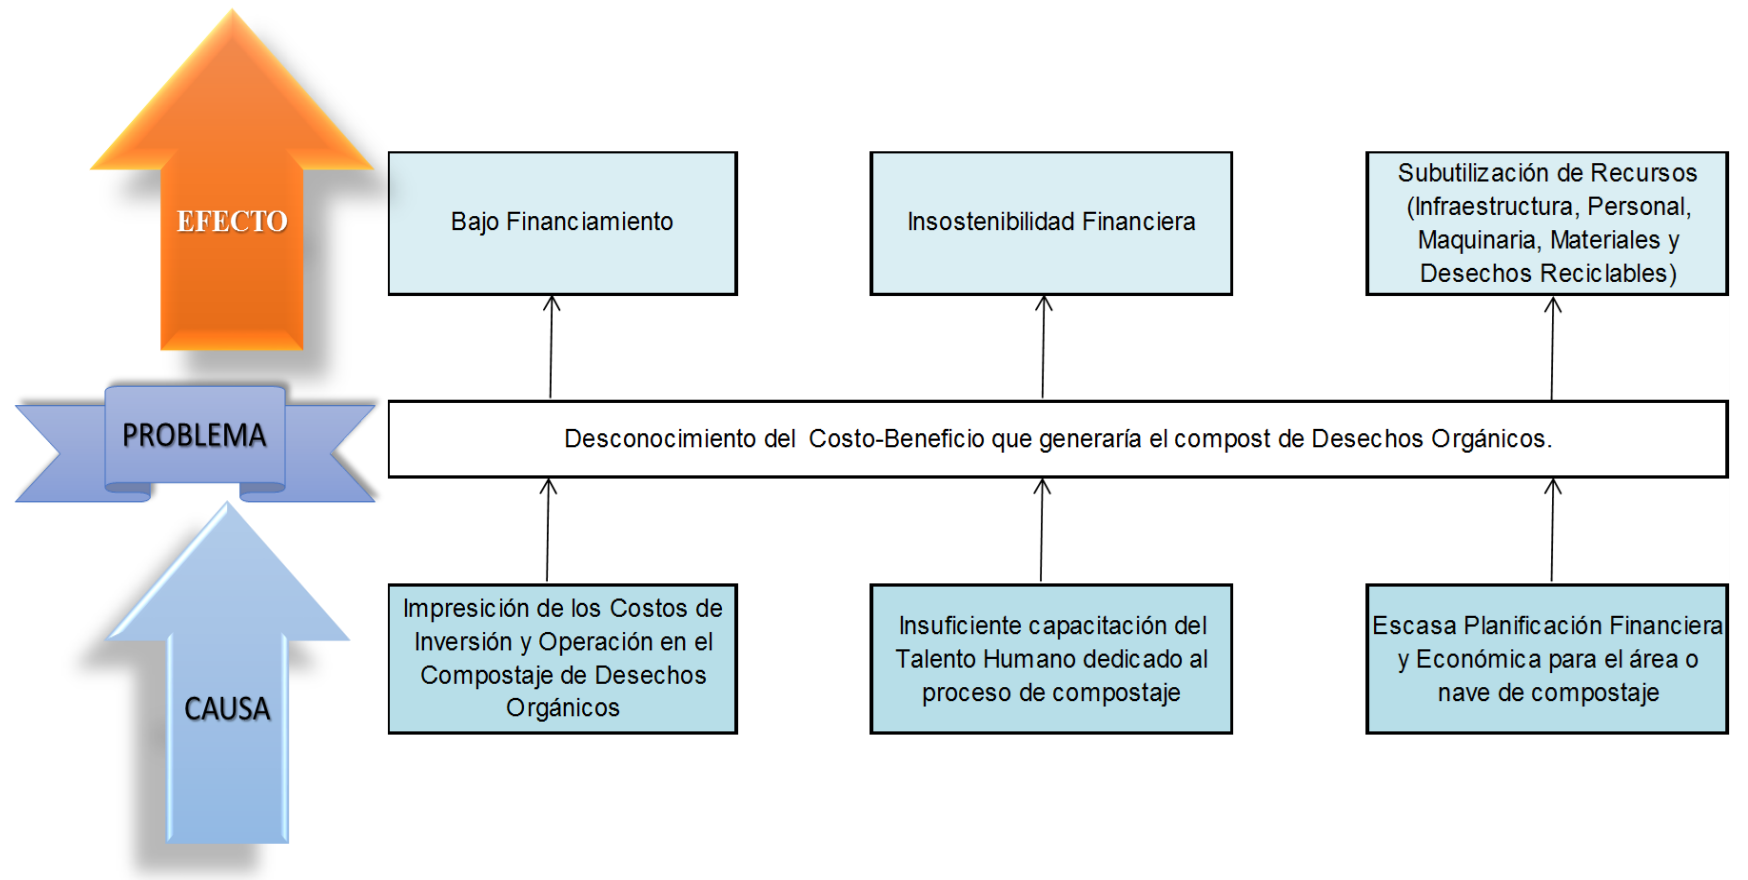 EFECTO
Bajo Financiamiento
Insostenibilidad Financiera
Subutilización de Recursos
(Infraestructura, Personal,
Maquinaria, Materiales y
Desechos Reciclables)
PROBLEMA
Desconocimiento del  Costo-Beneficio que generaría el compost de Desechos Orgánicos.
CAUSA
Impresición de los Costos de
Inversión y Operación en el
Compostaje de Desechos
Orgánicos
Insuficiente capacitación del
Talento Humano dedicado al
proceso de compostaje
Escasa Planificación Financiera
y Económica para el área o
nave de compostaje